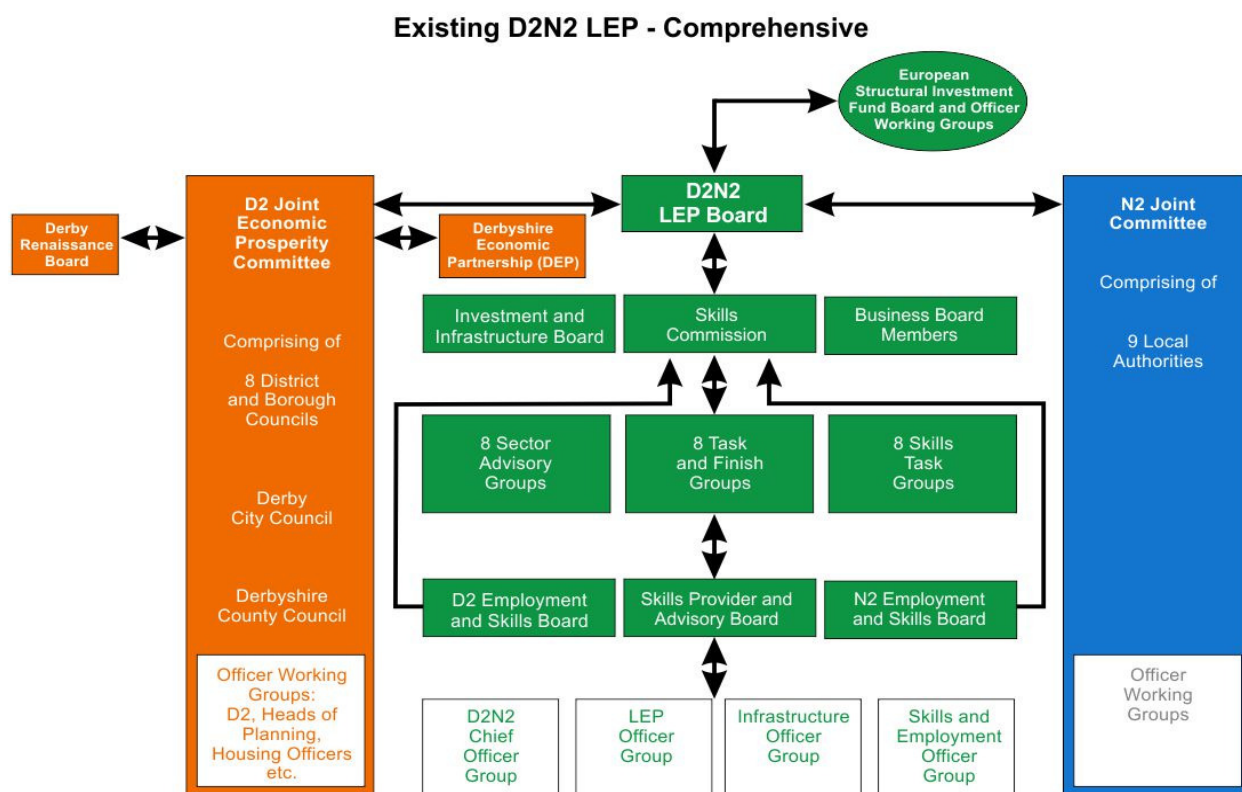 Existing D2N2 LEP - Comprehensive
European
Structural Investment
Fund Board and Officer
Working Groups
D2N2
LEP Board
Derby
Renaissance
Board
D2 Joint
Economic
Prosperity
Committee
Comprising of
8 District
and Borough
Councils
Derby
City Council
Derbyshire
County Council
Officer Working
Groups:
D2, Heads of
Planning,
Housing Officers
etc.
Derbyshire
Economic
Partnership (DEP)
Investment and
Infrastructure Board
Skills
Commission
Business Board
Members
8 Sector
Advisory
Groups
8 Task
and Finish
Groups
8 Skills
Task
Groups
D2 Employment
and Skills Board
Skills Provider and
Advisory Board
N2 Employment
and Skills Board
D2N2
Chief
Officer
Group
LEP
Officer
Group
Infrastructure
Officer
Group
Skills and
Employment
Officer
Group
N2 Joint
Committee
Comprising of
9 Local
Authorities
Officer
Working
Groups